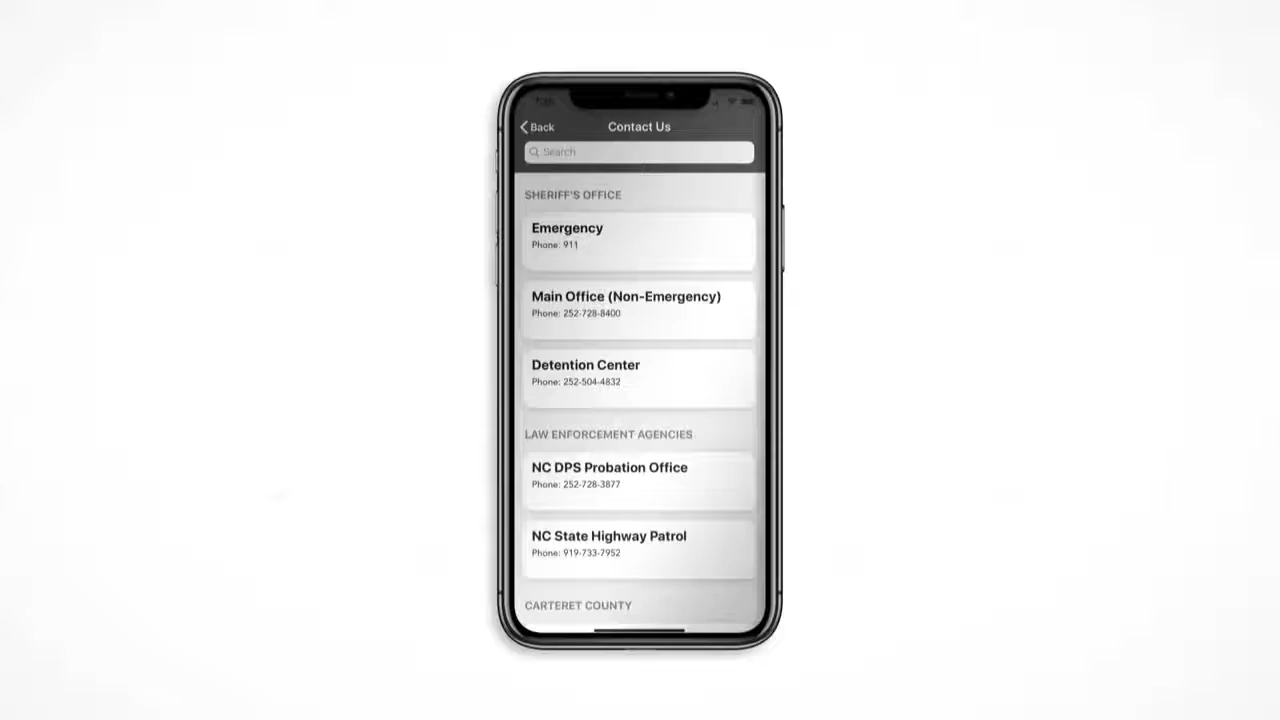 Back
Contact Us
Search
SHERIFF'S OFFICE
Emergency
Phone: 911
Main Office (Non-Emergency)
Phone: 252-728-8400
Detention Center
Phone: 252-504-4832
LAW ENFORCEMENT AGENCIES
NC DPS Probation Office
Phone: 252-728-3877
NC State Highway Patrol
Phone: 919-733-7952
CARTERET COUNTY